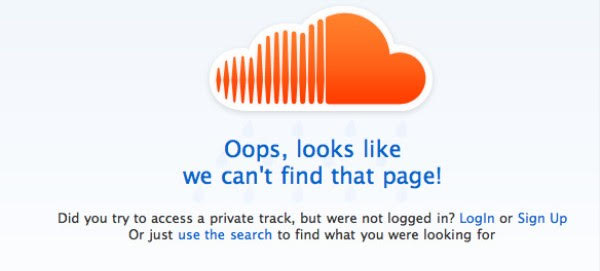 Oops, looks like
we can't find that page!
Did you try to access a private track, but were not logged in? LogIn or Sign Up
Or just use the search to find what you were looking for